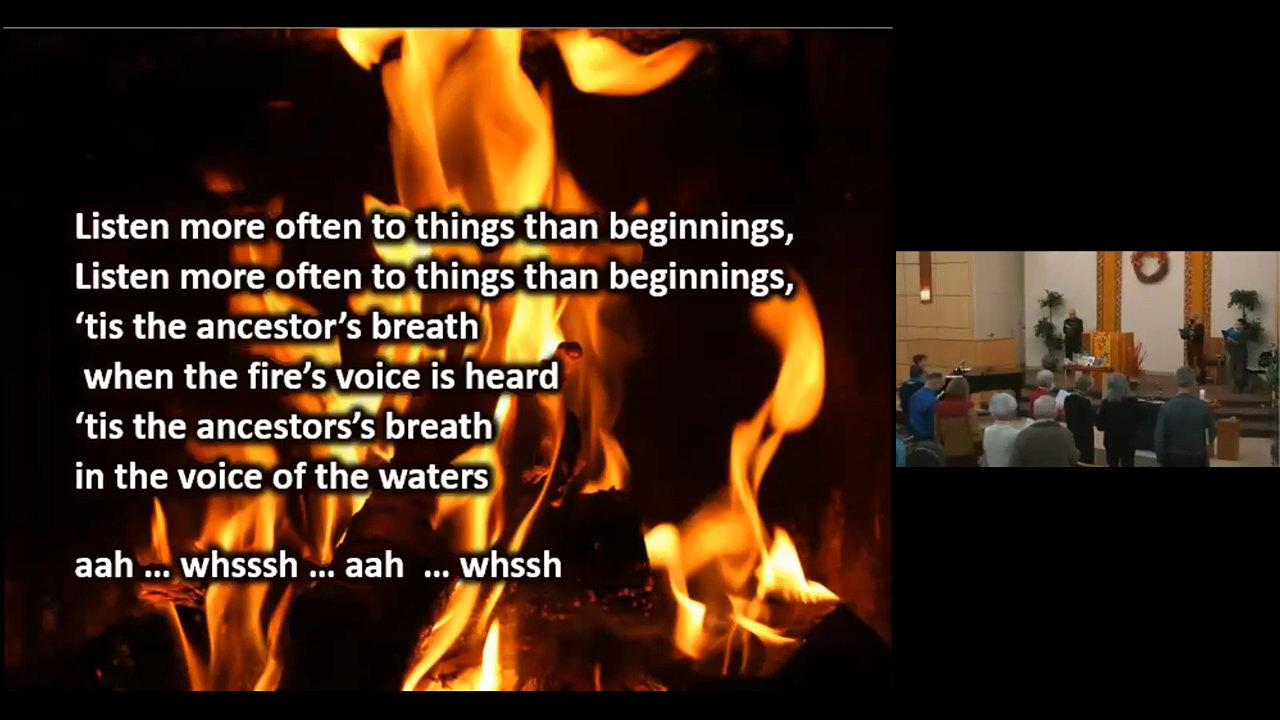 Listen more often to things than beginnings,
Listen more often to things than beginnings,
‘tis the ancestor’s breath
when the fire’s voice is heard
‘tis the ancestors’s breath
in the voice of the waters
aah ... whsssh ... aah ... whssh